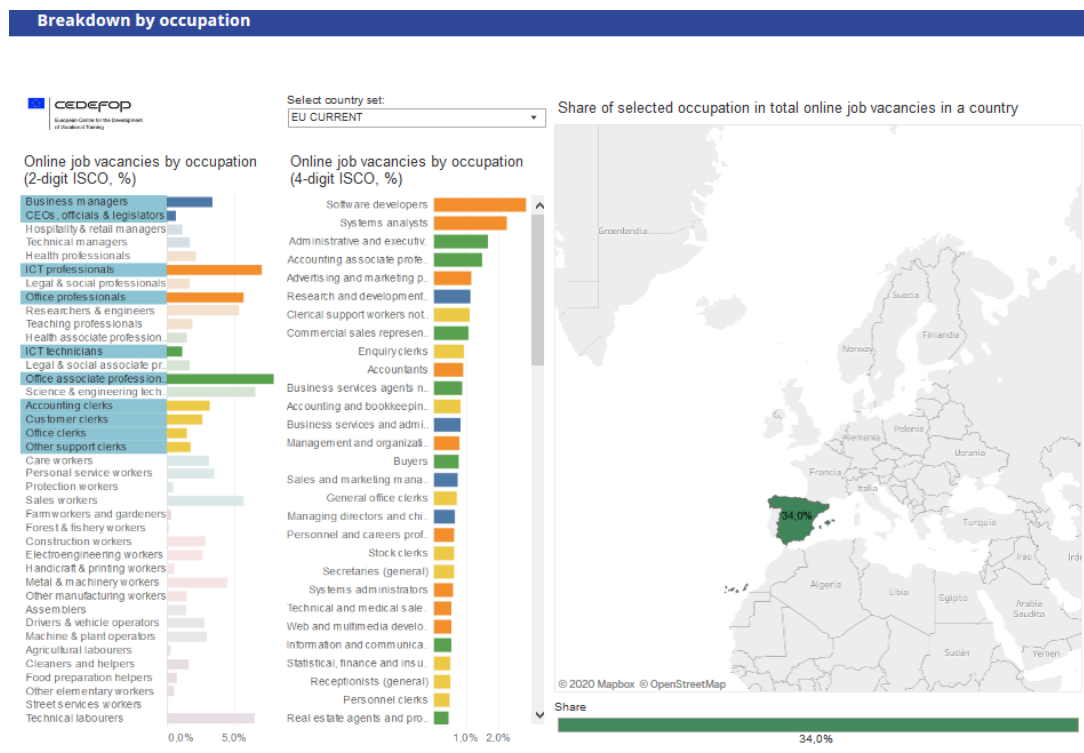 Breakdown by occupation
CEDEFOP
European Centre for the Development
of Vocational Training
Select country set:
EU CURRENT
Share of selected occupation in total online job vacancies in a country
Online job vacancies by occupation
(2-digit ISCO, %)
Business managers
CEOs, officials & legislators
Hospitality & retail managers
Technical managers
Health professionals
ICT professionals
Legal & social professionals
Office professionals
Researchers & engineers
Teaching professionals
Health associate profession..
ICT technicians
Legal & social associate pr..
Office associate profession..
Science & engineering tech..
Accounting clerks
Customer clerks
Office clerks
Other support clerks
Care workers
Personal service workers
Protection workers
Sales workers
Farmworkers and gardeners
Forest & fishery workers
Construction workers
Electroengineering workers
Handicraft & printing workers
Metal & machinery workers
Other manufacturing workers
Assemblers
Drivers & vehicle operators
Machine & plant operators
Agricultural labourers
Cleaners and helpers
Food preparation helpers
Other elementary workers
Street services workers
Technical labourers
0,0% 5,0%
Online job vacancies by occupation
(4-digit ISCO, %)
Software developers
Systems analysts
Administrative and executiv..
Accounting associate profe..
Advertising and marketing p..
Research and development..
Clerical support workers not..
Commercial sales represen..
Enquiry clerks
Accountants
Business services agents n..
Accounting and bookkeepin..
Business services and admi..
Management and organizati..
Buyers
Sales and marketing mana..
General office clerks
Managing directors and chi..
Personnel and careers prof..
Stock clerks
Secretaries (general)
Systems administrators
Technical and medical sale..
Web and multimedia develo..
Information and communica..
Statistical, finance and insu..
Receptionists (general)
Personnel clerks
Real estate agents and pro..
1,0% 2,0%
Groenlandia
Suecia
Finlandia
Noruega
Polonia
Alemania
Ucrania
Francia
Italia
34,0%
Turquía
Iraq
Irán
Argelia
Libia
Egipto
Arabia
Saudita
Sudán
Yemen
© 2020 Mapbox © OpenStreetMap
Share
34,0%